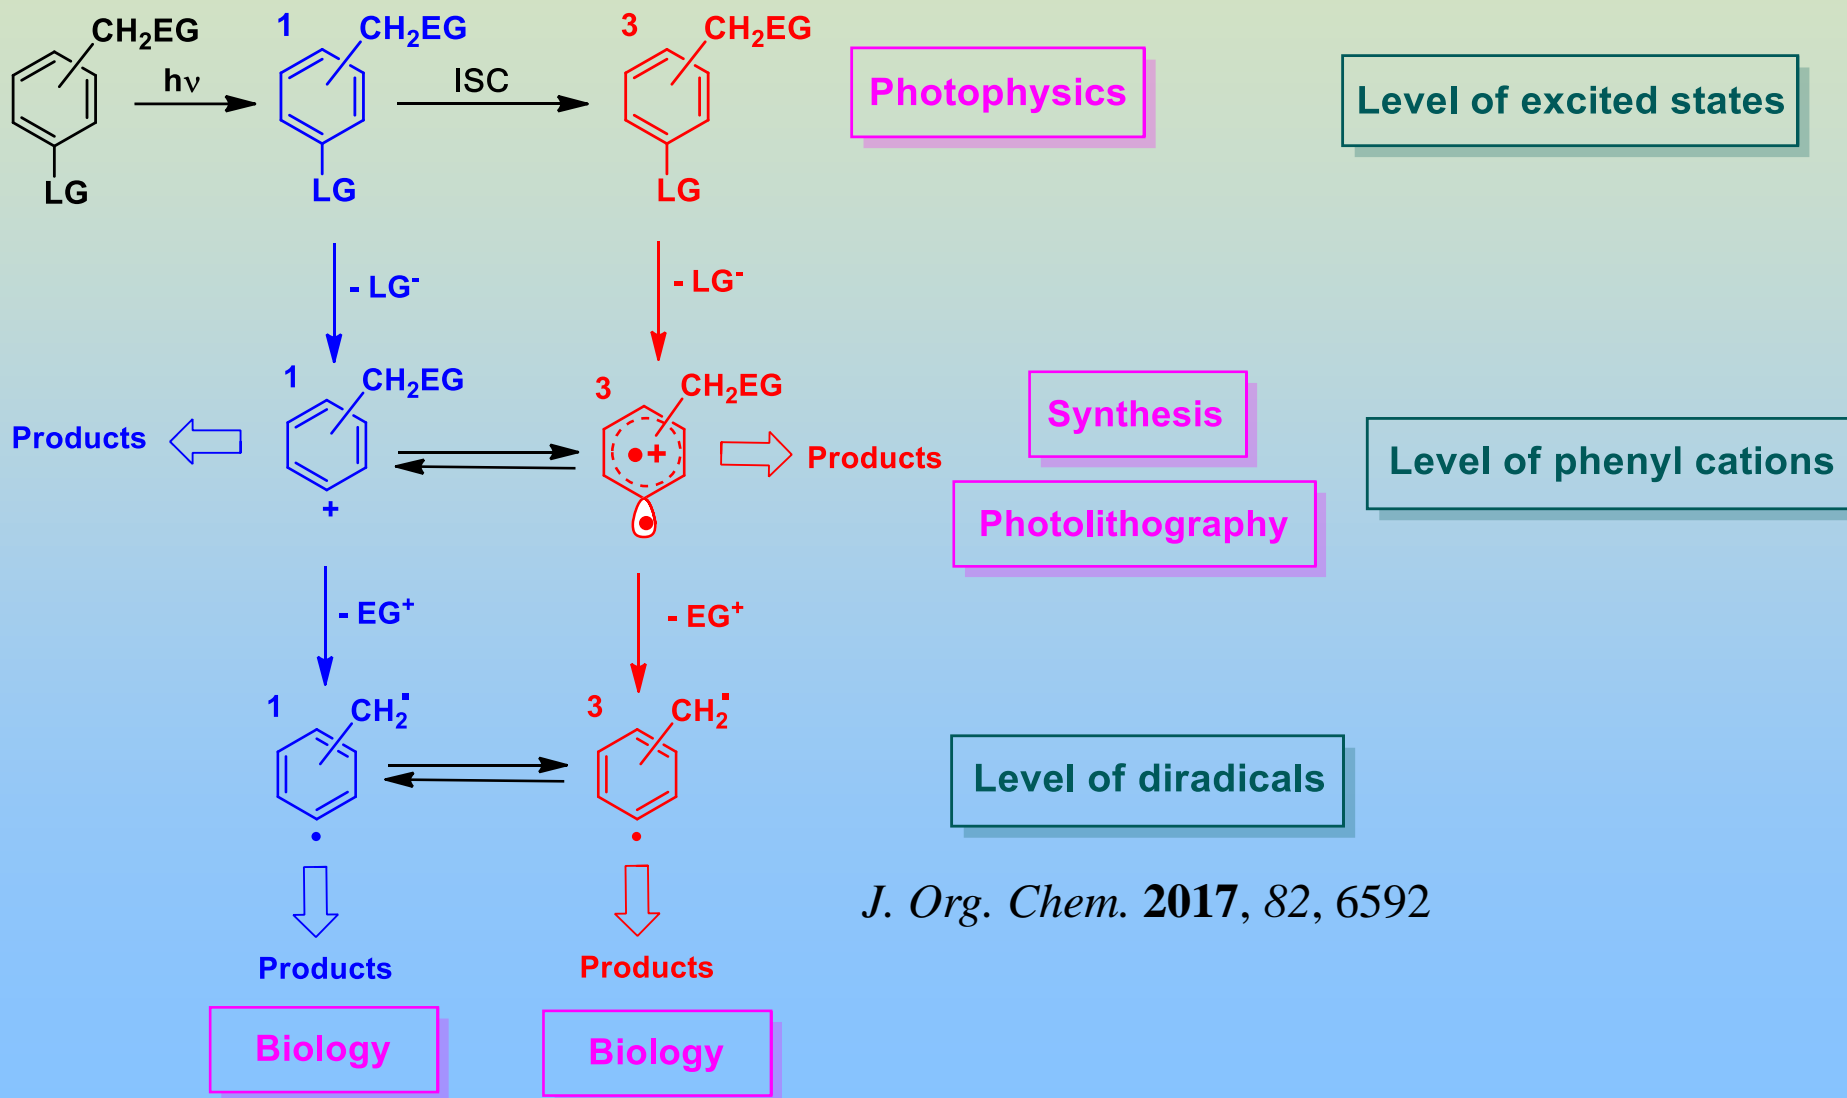 CH₂EG
1 CH₂EG
3 CH₂EG
hν
ISC
Photophysics
Level of excited states
LG
LG
LG
- LG⁻
- LG⁻
1 CH₂EG
3 CH₂EG
Products
+
•+
•
Products
Synthesis
Photolithography
Level of phenyl cations
- EG⁺
- EG⁺
1 CH₂•
3 CH₂•
•
•
Level of diradicals
J. Org. Chem. 2017, 82, 6592
Products
Products
Biology
Biology